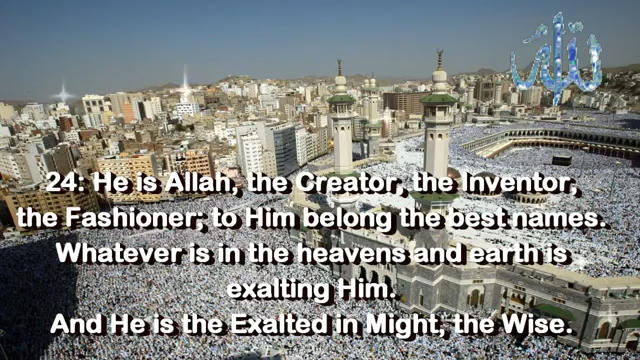 24: He is Allah, the Creator, the Inventor,
the Fashioner; to Him belong the best names.
Whatever is in the heavens and earth is
exalting Him.
And He is the Exalted in Might, the Wise.